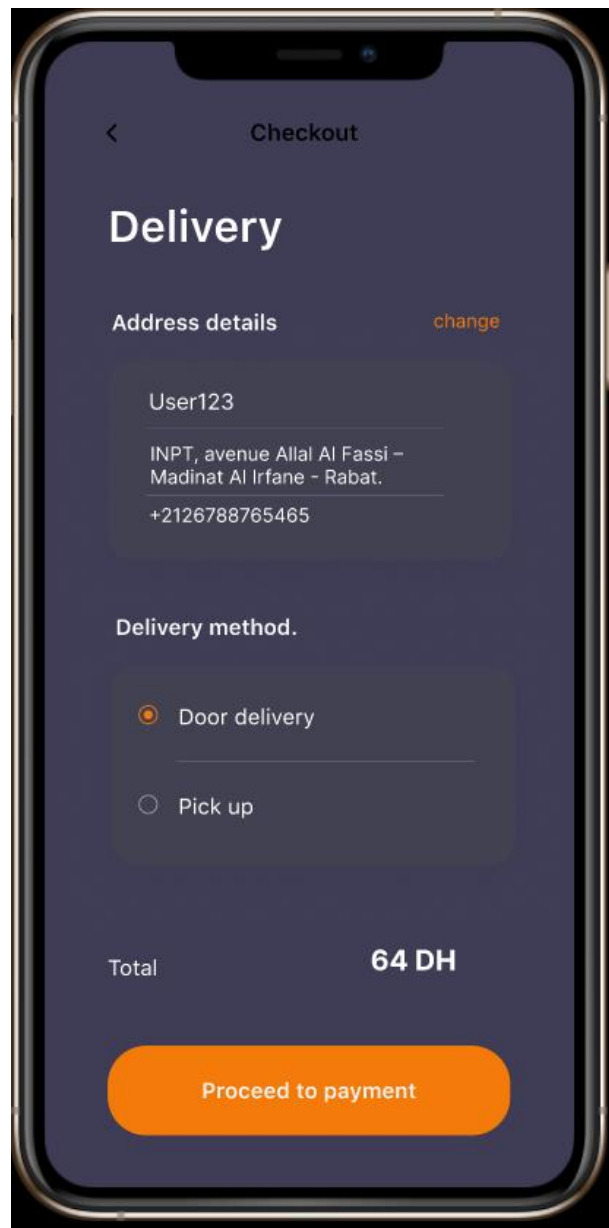 Checkout
Delivery
Address details
change
User123
INPT, avenue Allal Al Fassi –
Madinat Al Irfane - Rabat.
+2126788765465
Delivery method.
Door delivery
Pick up
Total
64 DH
Proceed to payment